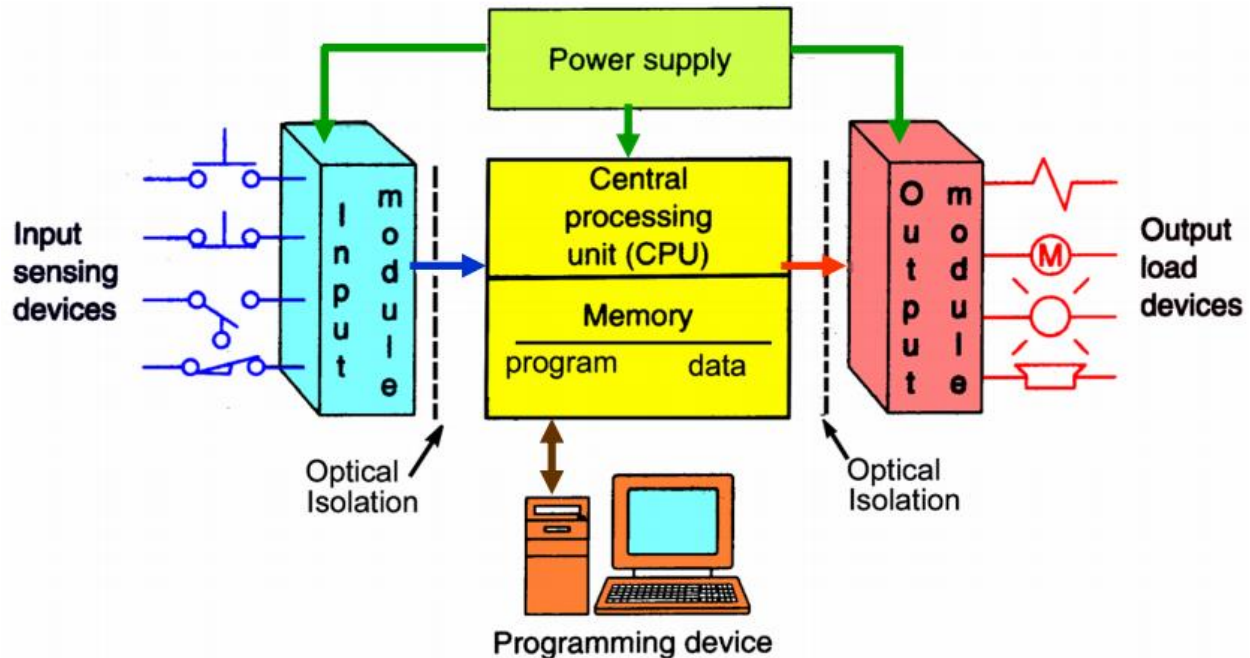 Power supply
Input
sensing
devices
Input
module
Central
processing
unit (CPU)
Memory
program data
Output
module
Output
load
devices
Optical
Isolation
Optical
Isolation
M
Programming device